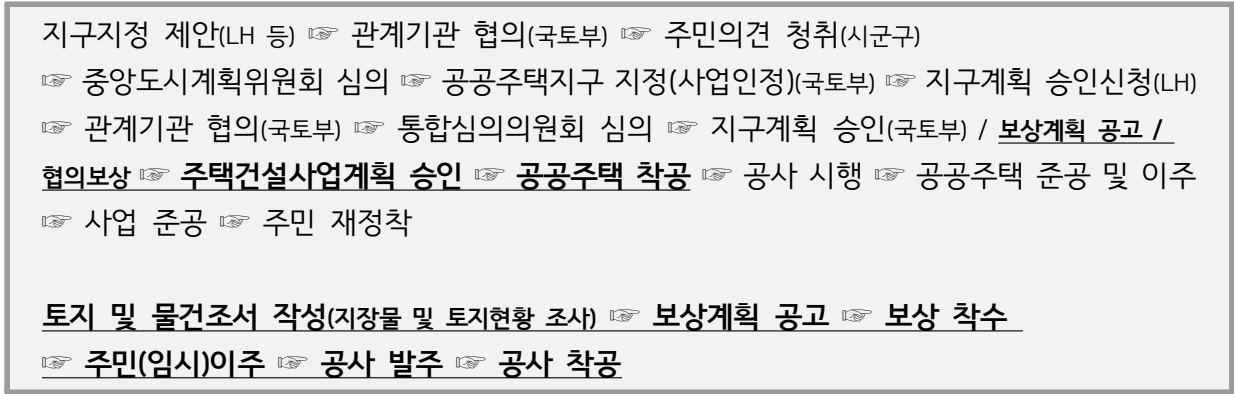 지구지정 제안(LH 등) ☞ 관계기관 협의(국토부) ☞ 주민의견 청취(시군구)
☞ 중앙도시계획위원회 심의 ☞ 공공주택지구 지정(사업인정)(국토부) ☞ 지구계획 승인신청(LH)
☞ 관계기관 협의(국토부) ☞ 통합심의의원회 심의 ☞ 지구계획 승인(국토부) / 보상계획 공고 /
협의보상 ☞ 주택건설사업계획 승인 ☞ 공공주택 착공 ☞ 공사 시행 ☞ 공공주택 준공 및 이주
☞ 사업 준공 ☞ 주민 재정착
토지 및 물건조서 작성(지장물 및 토지현황 조사) ☞ 보상계획 공고 ☞ 보상 착수
☞ 주민(임시)이주 ☞ 공사 발주 ☞ 공사 착공